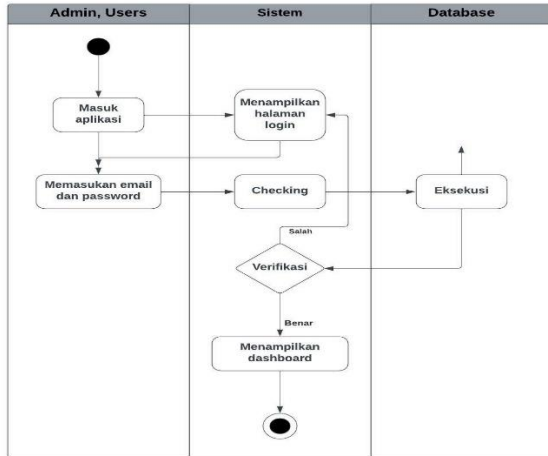 Admin, Users
Sistem
Database
Masuk
aplikasi
Menampilkan
halaman
login
Memasukan email
dan password
Checking
Eksekusi
Salah
Verifikasi
Benar
Menampilkan
dashboard